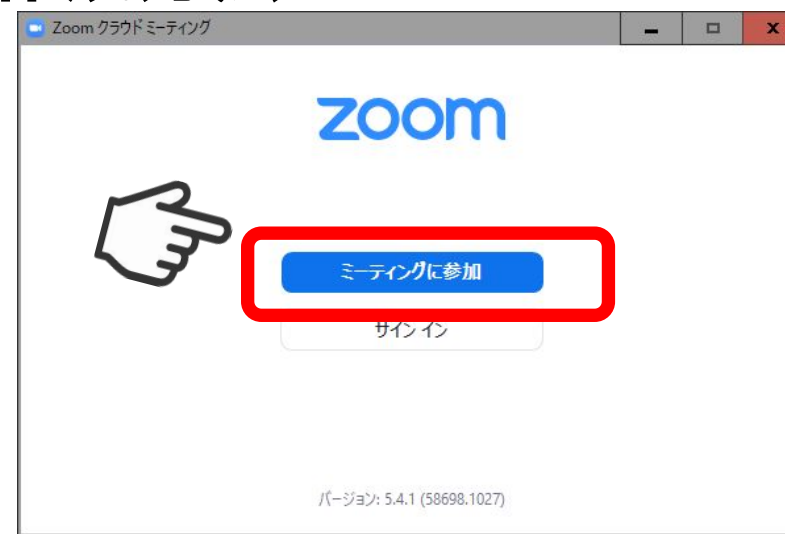 Zoom クラウド ミーティング
zoom
ミーティングに参加
サイン イン
バージョン: 5.4.1 (58698.1027)